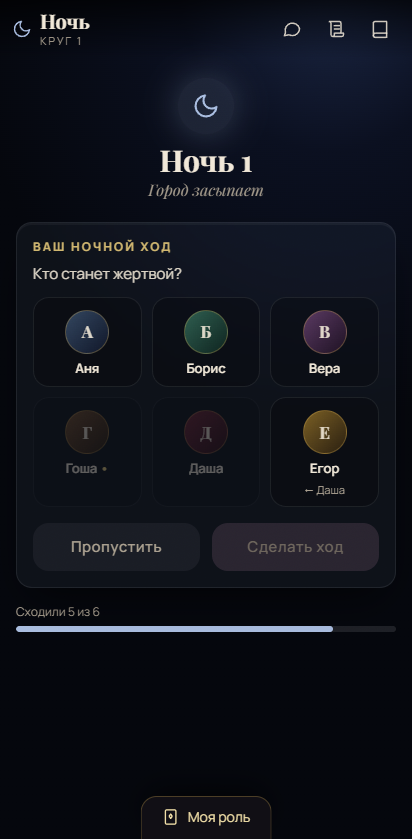 Ночь
КРУГ 1
Ночь 1
Город засыпает
ВАШ НОЧНОЙ ХОД
Кто станет жертвой?
А Б В
Аня Борис Вера
Г Д Е
Гоша • Даша Егор
← Даша
Пропустить Сделать ход
Сходили 5 из 6
Моя роль